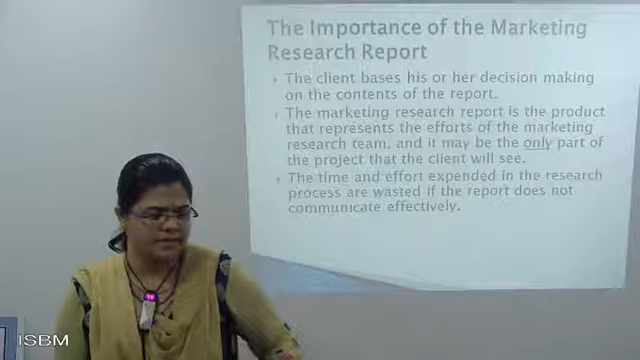 The Importance of the Marketing
Research Report
The client bases his or her decision making
on the contents of the report.
The marketing research report is the product
that represents the efforts of the marketing
research team, and it may be the only part of
the project that the client will see.
The time and effort expended in the research
process are wasted if the report does not
communicate effectively.
ISBM